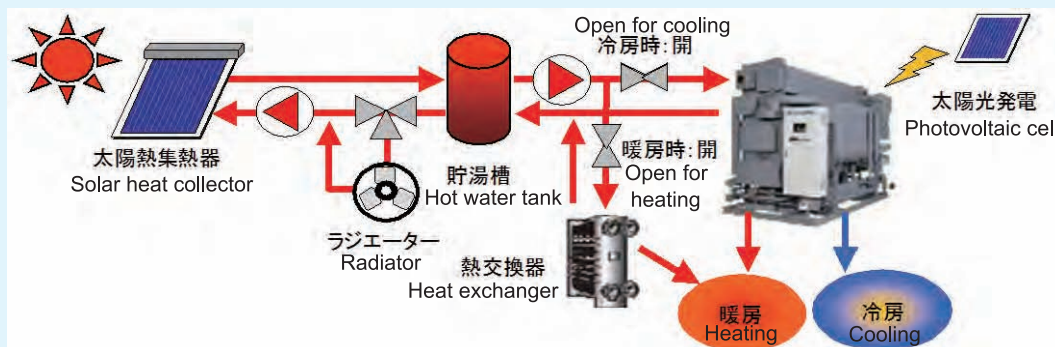 Open for cooling
冷房時:開
太陽光発電
Photovoltaic cell
太陽熱集熱器
Solar heat collector
貯湯槽
Hot water tank
暖房時:開
Open for
heating
ラジエーター
Radiator
熱交換器
Heat exchanger
暖房
Heating
冷房
Cooling